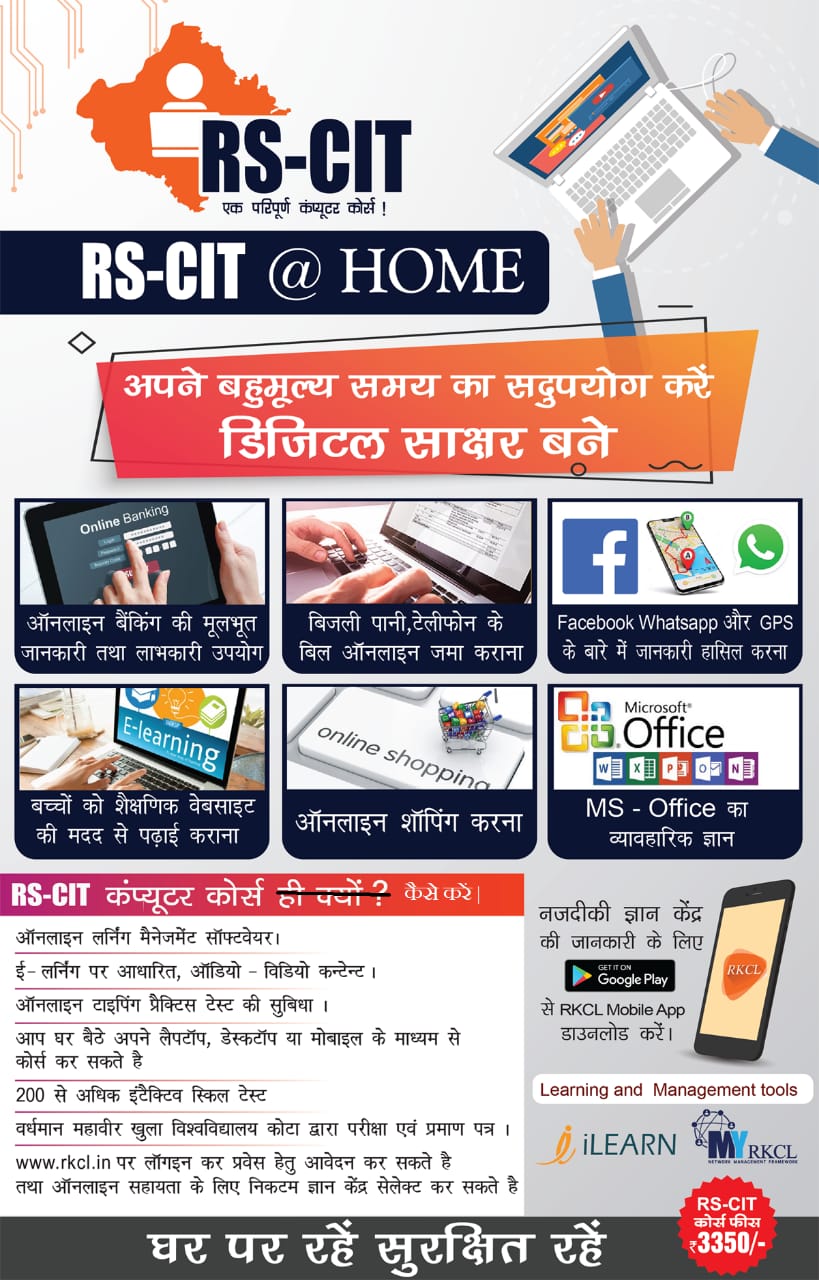 RS-CIT
एक परिपूर्ण कंप्यूटर कोर्स !
RS-CIT @ HOME
अपने बहुमूल्य समय का सदुपयोग करें
डिजिटल साक्षर बने
Online Banking
ऑनलाइन बैंकिंग की मूलभूत
जानकारी तथा लाभकारी उपयोग
बिजली पानी,टेलीफोन के
बिल ऑनलाइन जमा कराना
Facebook Whatsapp और GPS
के बारे में जानकारी हासिल करना
E-learning
बच्चों को शैक्षणिक वेबसाइट
की मदद से पढ़ाई कराना
online shopping
ऑनलाइन शॉपिंग करना
Microsoft®
Office
W X P O N
MS - Office का
व्यावहारिक ज्ञान
RS-CIT कंप्यूटर कोर्स ही क्यों ? कैसे करें|
ऑनलाइन लर्निंग मैनेजमेंट सॉफ्टवेयर।
ई- लर्निंग पर आधारित, ऑडियो - विडियो कन्टेन्ट ।
ऑनलाइन टाइपिंग प्रैक्टिस टेस्ट की सुबिधा ।
आप घर बैठे अपने लैपटॉप, डेस्कटॉप या मोबाइल के माध्यम से
कोर्स कर सकते है
200 से अधिक इंटैक्टिव स्किल टेस्ट
वर्धमान महावीर खुला विश्वविद्यालय कोटा द्वारा परीक्षा एवं प्रमाण पत्र ।
www.rkcl.in पर लॉगइन कर प्रवेस हेतु आवेदन कर सकते है
तथा ऑनलाइन सहायता के लिए निकटम ज्ञान केंद्र सेलेक्ट कर सकते है
नजदीकी ज्ञान केंद्र
की जानकारी के लिए
GET IT ON
Google Play
से RKCL Mobile App
डाउनलोड करें।
RKCL
Learning and Management tools
iLEARN
MYRKCL
NETWORK MANAGEMENT FRAMEWORK
RS-CIT
कोर्स फीस
₹3350/-
घर पर रहें सुरक्षित रहें